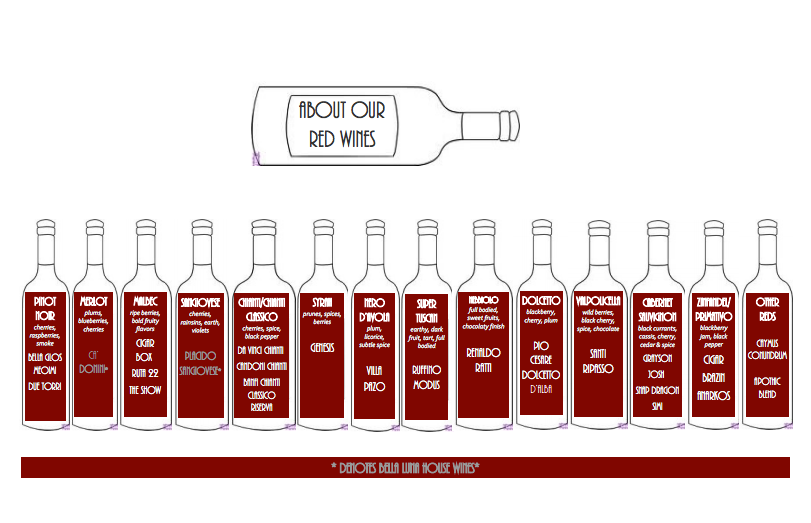 ABOUT OUR
RED WINES
PINOT
NOIR
cherries,
raspberries,
smoke
BELLA GLOS
MEOMI
DUE TORRI
MERLOT
plums,
blueberries,
cherries
CA'
DONINI*
MALBEC
ripe berries,
bold fruity
flavors
CIGAR
BOX
RUTA 22
THE SHOW
SANGIOVESE
cherries,
rainsins, earth,
violets
PLACIDO
SANGIOVESE*
CHIANTI/CHIANTI
CLASSICO
cherries, spice,
black pepper
DA VINCI CHIANTI
CANDONI CHIANTI
BANA CHIANTI
CLASSICO
RISERVA
SYRAH
prunes, spices,
berries
GENESIS
NERO
D'AVOLA
plum,
licorice,
subtle spice
VILLA
PAZO
SUPER
TUSCAN
earthy, dark
fruit, tort, full
bodied
RUFFINO
MODUS
NEBBIOLO
full bodied,
sweet fruits,
chocolaty finish
RENALDO
RATTI
DOLCETTO
blackberry,
cherry, plum
PIO
CESARE
DOLCETTO
D'ALBA
VALPOLICELLA
wild berries,
black cherry,
spice, chocolate
SANTI
RIPASSO
CABERNET
SAUVIGNON
black currants,
cassis, cherry,
cedar & spice
GRAYSON
JOSH
SNAP DRAGON
SIMI
ZINFANDEL/
PRIMATIVO
blackberry
jam, black
pepper
CIGAR
BRAZIN
ANARKOS
OTHER
REDS
CAYMUS
CONUNDRUM
APOTHIC
BLEND
* DENOTES BELLA LUNA HOUSE WINES*